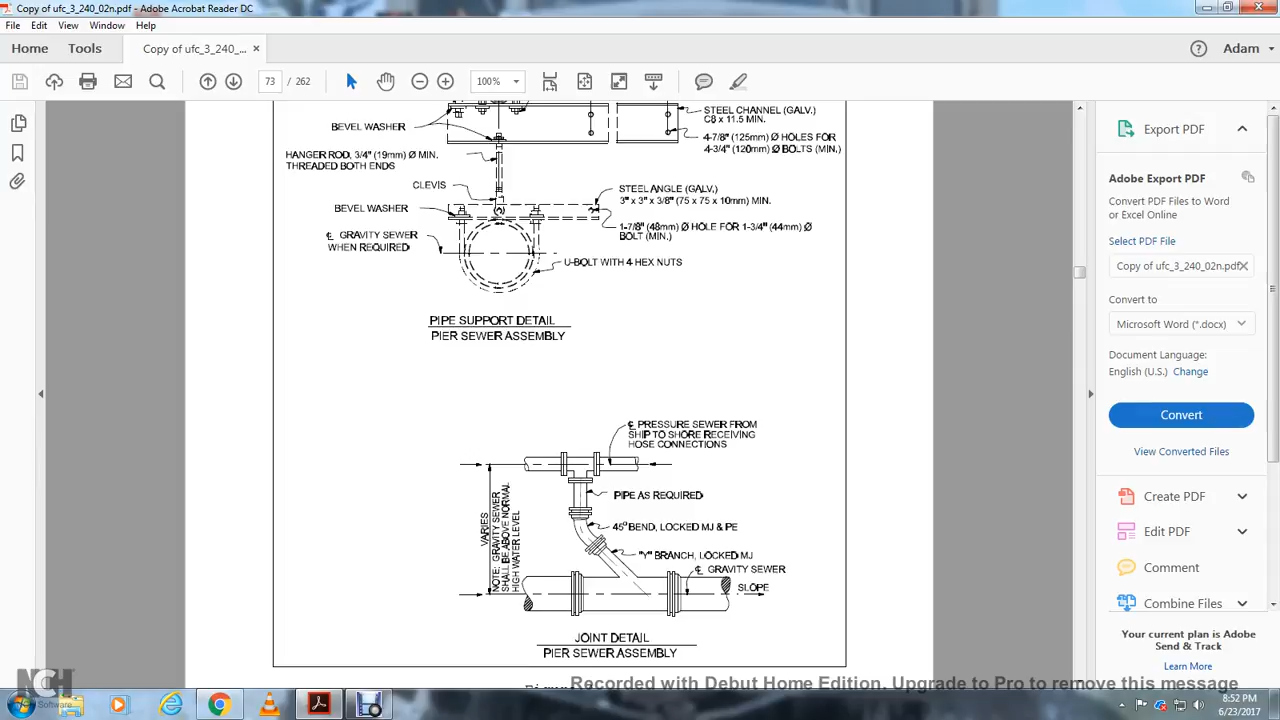 Copy of ufc_3_240_02n.pdf - Adobe Acrobat Reader DC
File Edit View Window Help
Home Tools Copy of ufc_3_240_... × Adam
73 / 262 100%
STEEL CHANNEL (GALV.)
C8 x 11.5 MIN.
BEVEL WASHER
4-7/8" (125mm) Ø HOLES FOR
4-3/4" (120mm) Ø BOLTS (MIN.)
HANGER ROD, 3/4" (19mm) Ø MIN.
THREADED BOTH ENDS
CLEVIS
STEEL ANGLE (GALV.)
3" x 3" x 3/8" (75 x 75 x 10mm) MIN.
BEVEL WASHER
1-7/8" (48mm) Ø HOLE FOR 1-3/4" (44mm) Ø
BOLT (MIN.)
℄ GRAVITY SEWER
WHEN REQUIRED
U-BOLT WITH 4 HEX NUTS
PIPE SUPPORT DETAIL
PIER SEWER ASSEMBLY
℄ PRESSURE SEWER FROM
SHIP TO SHORE RECEIVING
HOSE CONNECTIONS
VARIES
NOTE: GRAVITY SEWER
SHALL BE ABOVE NORMAL
HIGH WATER LEVEL
PIPE AS REQUIRED
45° BEND, LOCKED MJ & PE
"Y" BRANCH, LOCKED MJ
℄ GRAVITY SEWER
SLOPE
JOINT DETAIL
PIER SEWER ASSEMBLY
Export PDF
Adobe Export PDF
Convert PDF Files to Word
or Excel Online
Select PDF File
Copy of ufc_3_240_02n.pdf
Convert to
Microsoft Word (*.docx)
Document Language:
English (U.S.) Change
Convert
View Converted Files
Create PDF
Edit PDF
Comment
Combine Files
Your current plan is Adobe
Send & Track
Learn More
Recorded with Debut Home Edition. Upgrade to Pro to remove this message
NCH
Software
8:52 PM
6/23/2017